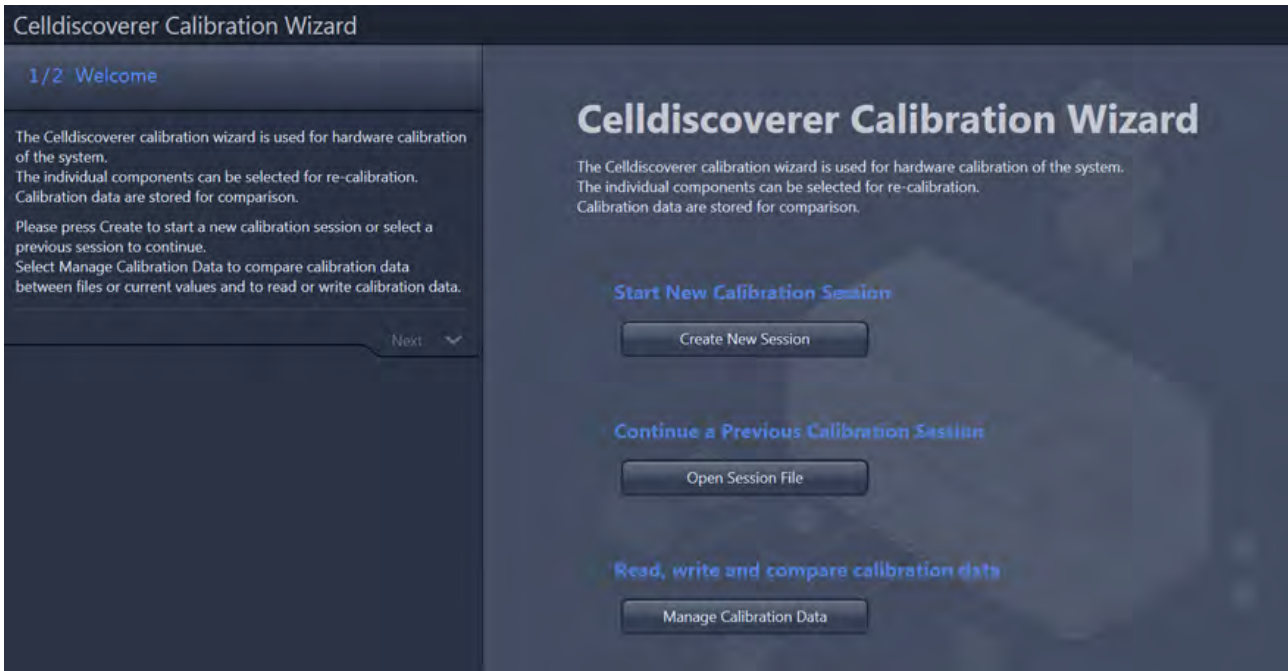 Celldiscoverer Calibration Wizard
1/2 Welcome
The Celldiscoverer calibration wizard is used for hardware calibration
of the system.
The individual components can be selected for re-calibration.
Calibration data are stored for comparison.
Please press Create to start a new calibration session or select a
previous session to continue.
Select Manage Calibration Data to compare calibration data
between files or current values and to read or write calibration data.
Next
Celldiscoverer Calibration Wizard
The Celldiscoverer calibration wizard is used for hardware calibration of the system.
The individual components can be selected for re-calibration.
Calibration data are stored for comparison.
Start New Calibration Session
Create New Session
Continue a Previous Calibration Session
Open Session File
Read, write and compare calibration data
Manage Calibration Data